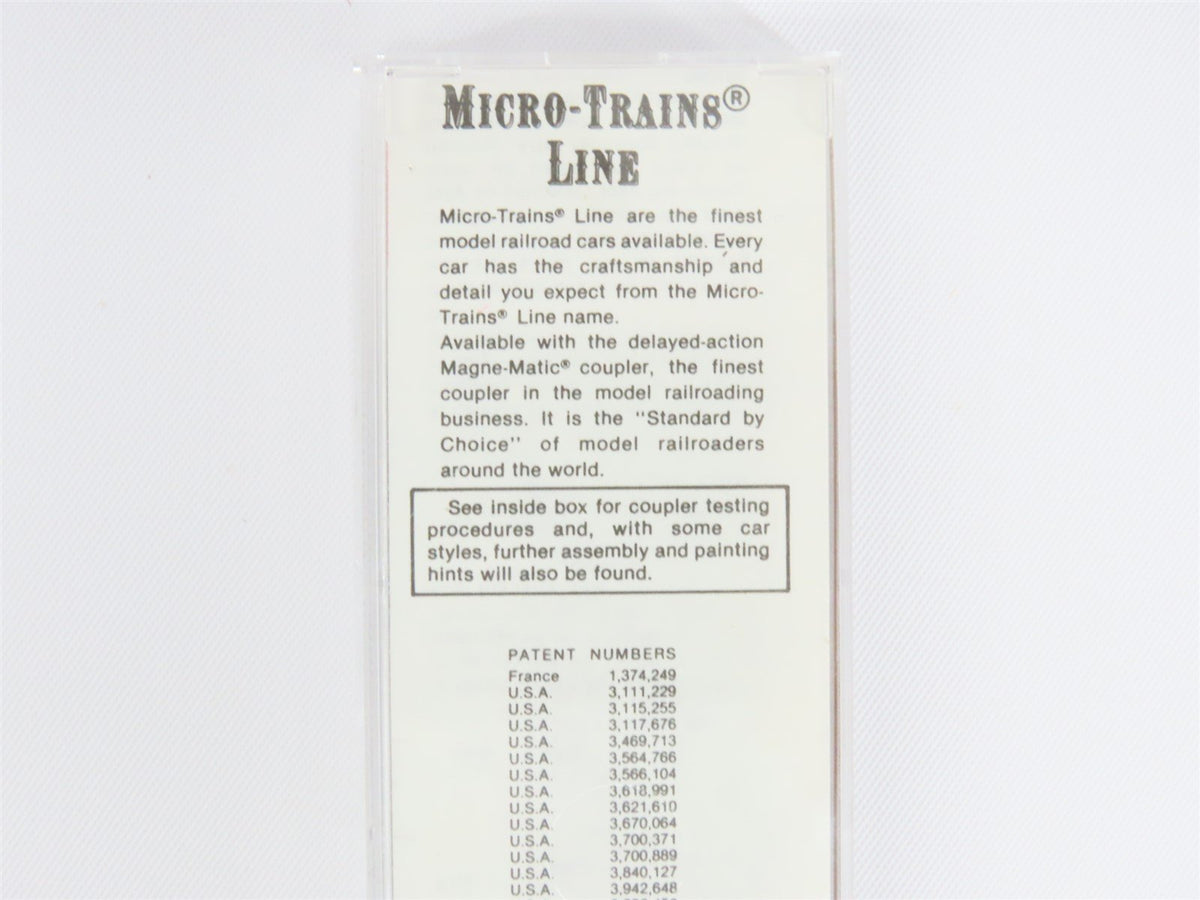 MICRO-TRAINS®
LINE
Micro-Trains® Line are the finest
model railroad cars available. Every
car has the craftsmanship and
detail you expect from the Micro-
Trains® Line name.
Available with the delayed-action
Magne-Matic® coupler, the finest
coupler in the model railroading
business. It is the "Standard by
Choice" of model railroaders
around the world.
See inside box for coupler testing
procedures and, with some car
styles, further assembly and painting
hints will also be found.
PATENT NUMBERS
France 1,374,249
U.S.A. 3,111,229
U.S.A. 3,115,255
U.S.A. 3,117,676
U.S.A. 3,469,713
U.S.A. 3,564,766
U.S.A. 3,566,104
U.S.A. 3,618,991
U.S.A. 3,621,610
U.S.A. 3,670,064
U.S.A. 3,700,371
U.S.A. 3,700,889
U.S.A. 3,840,127
U.S.A. 3,942,648